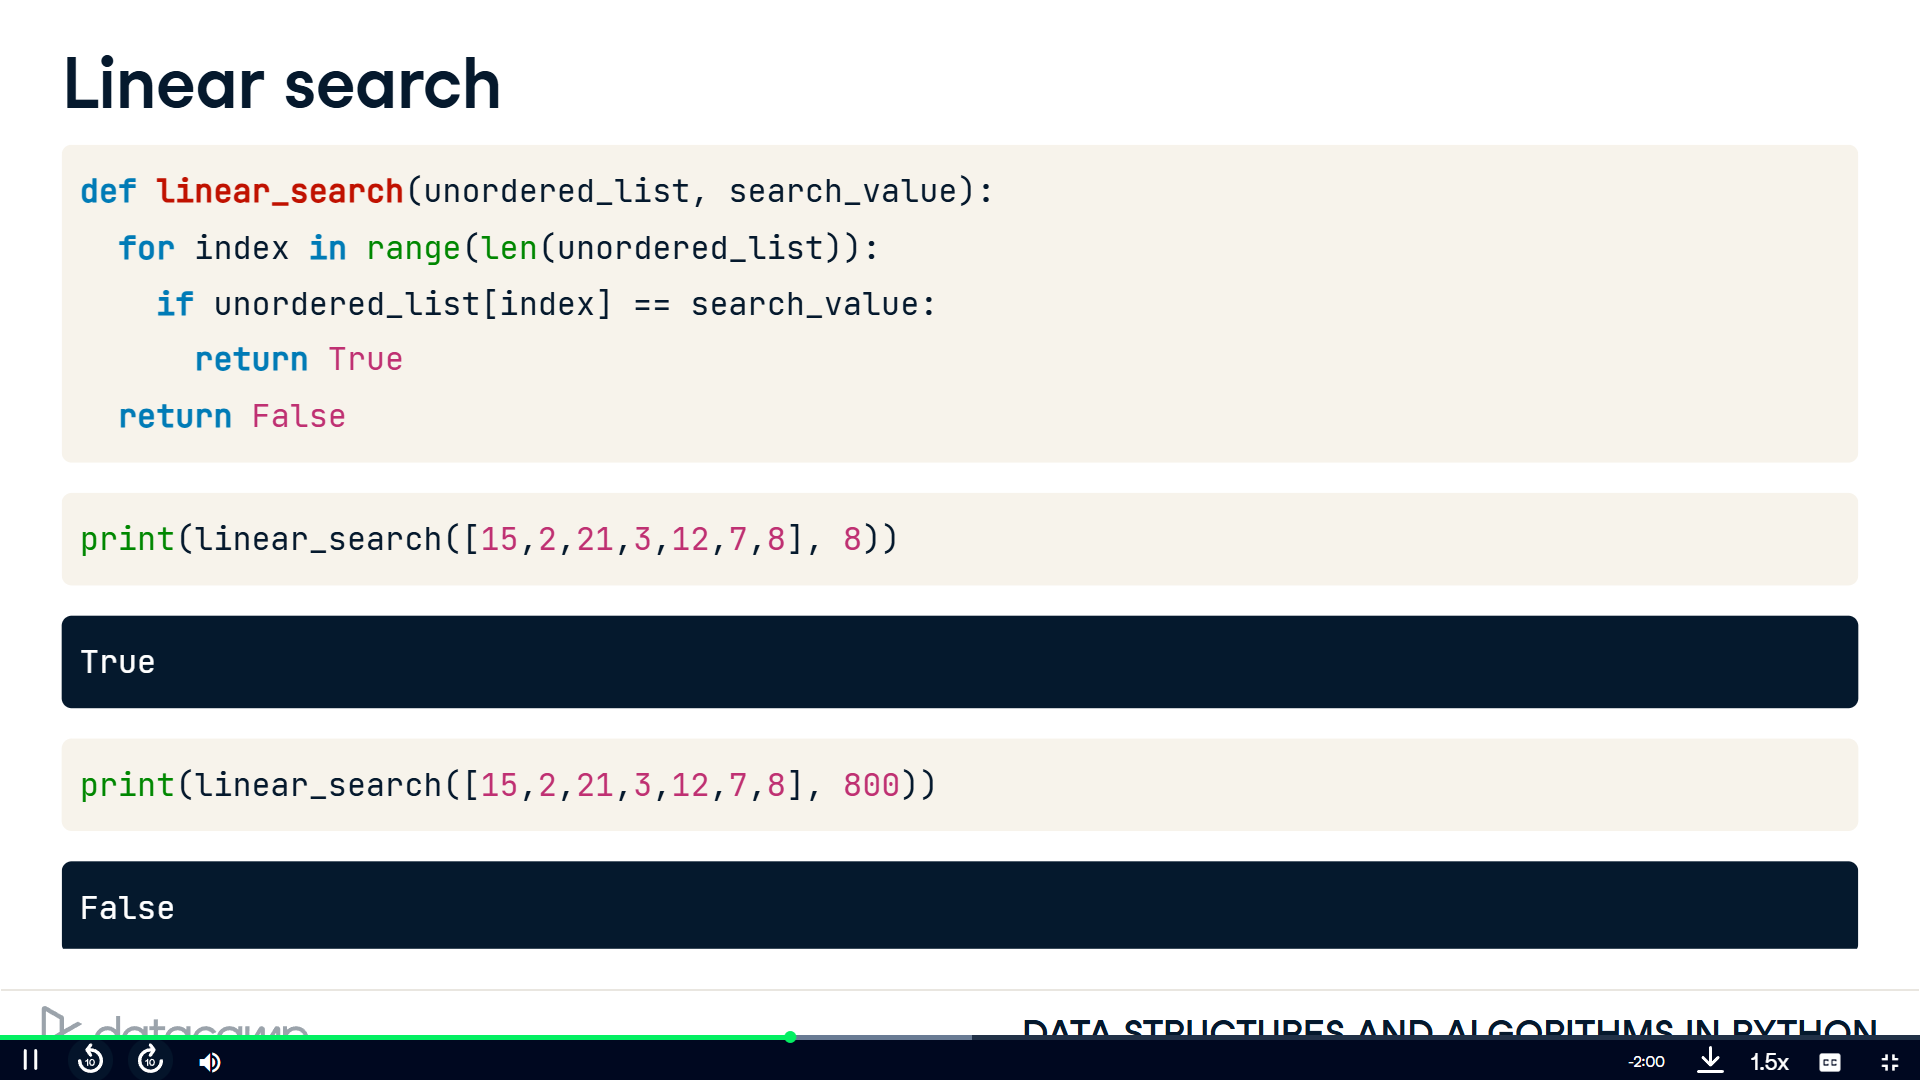 Linear search
def linear_search(unordered_list, search_value):
  for index in range(len(unordered_list)):
    if unordered_list[index] == search_value:
      return True
  return False
print(linear_search([15,2,21,3,12,7,8], 8))
True
print(linear_search([15,2,21,3,12,7,8], 800))
False
datacamp
DATA STRUCTURES AND ALGORITHMS IN PYTHON
10
10
-2:00
1.5x
CC